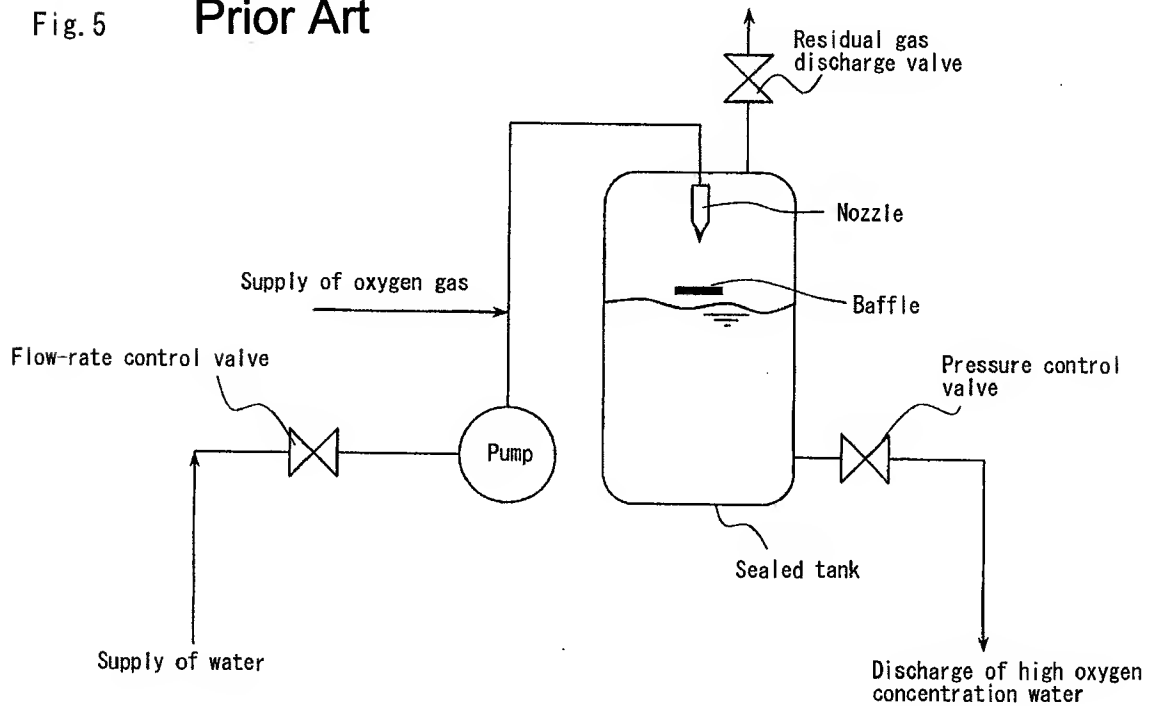 Fig. 5
Prior Art
Residual gas
discharge valve
Nozzle
Supply of oxygen gas
Baffle
Flow-rate control valve
Pressure control
valve
Pump
Sealed tank
Supply of water
Discharge of high oxygen
concentration water